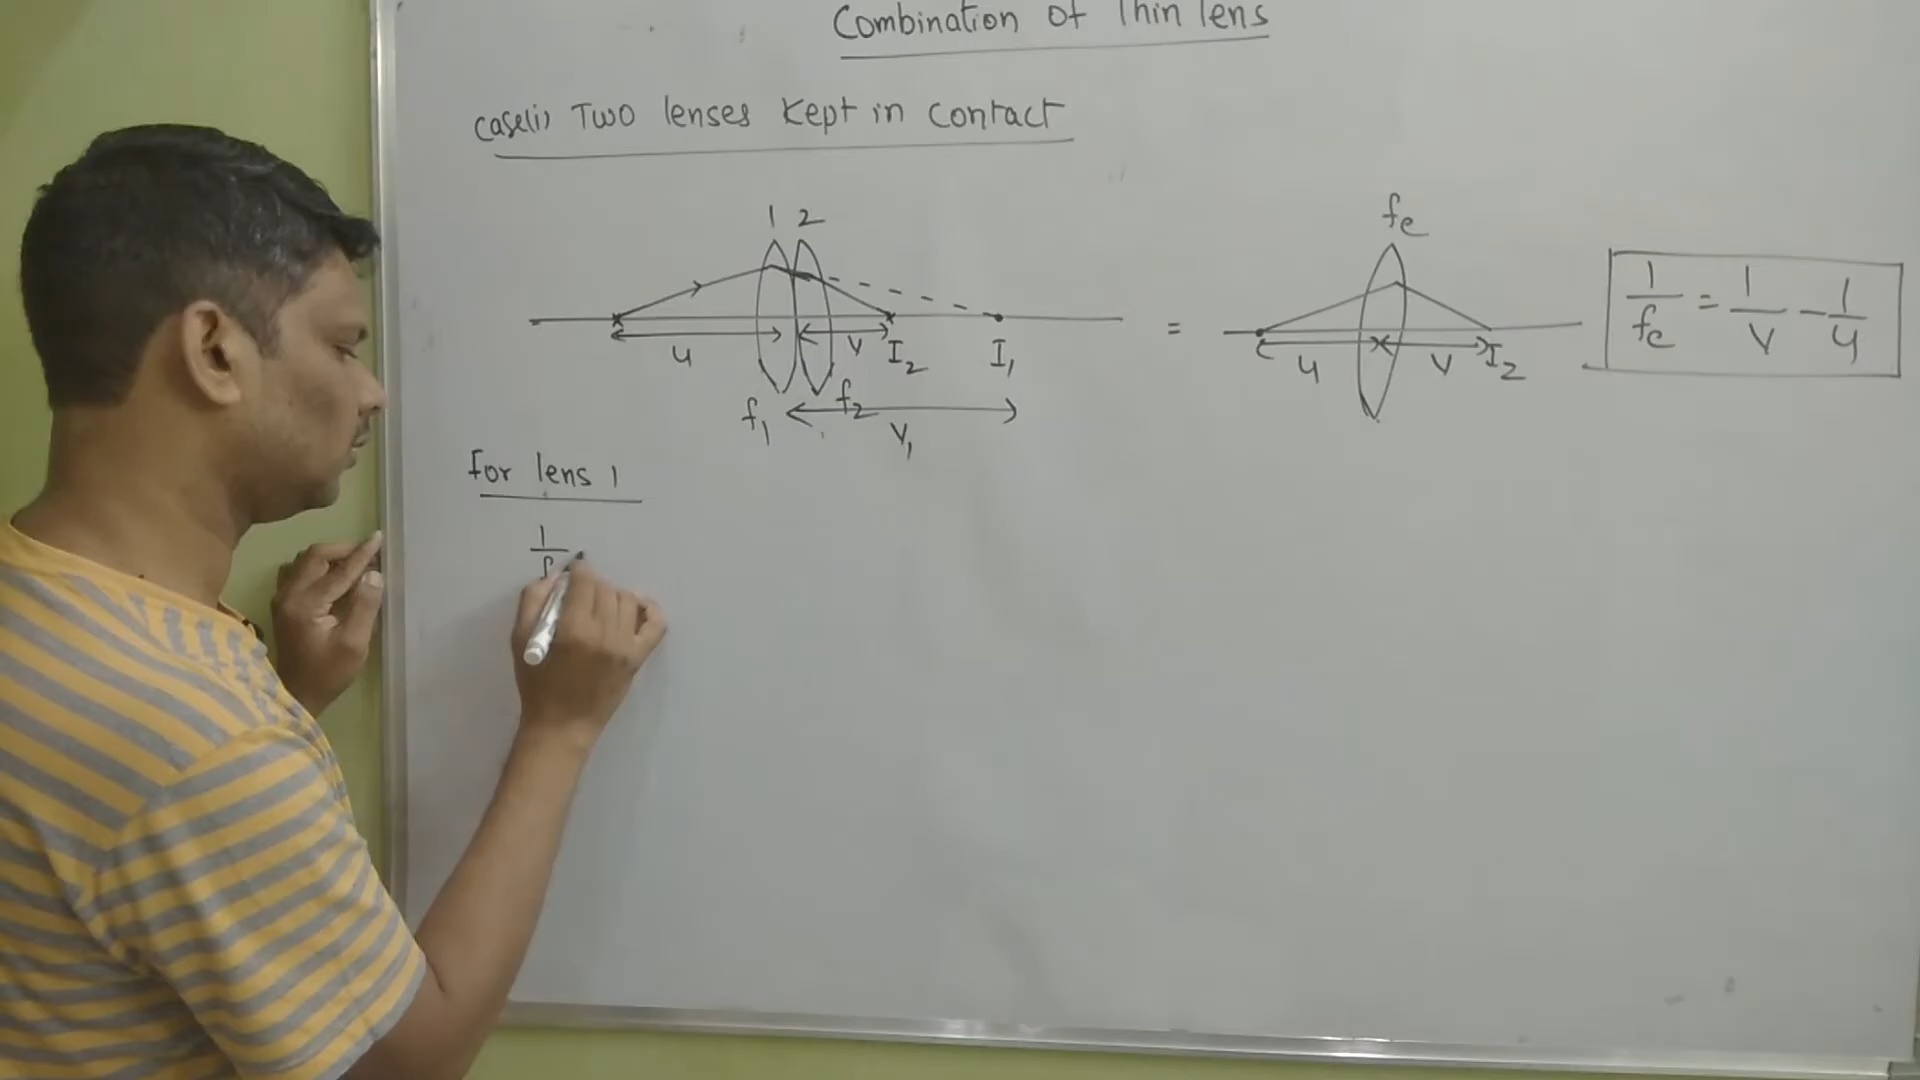 Combination of Thin lens
Case(i) Two lenses kept in contact
1 2
u
v
I2
I1
f1
f2
v1
=
fe
u
v
I2
1/fe = 1/v - 1/u
For lens 1
1/f